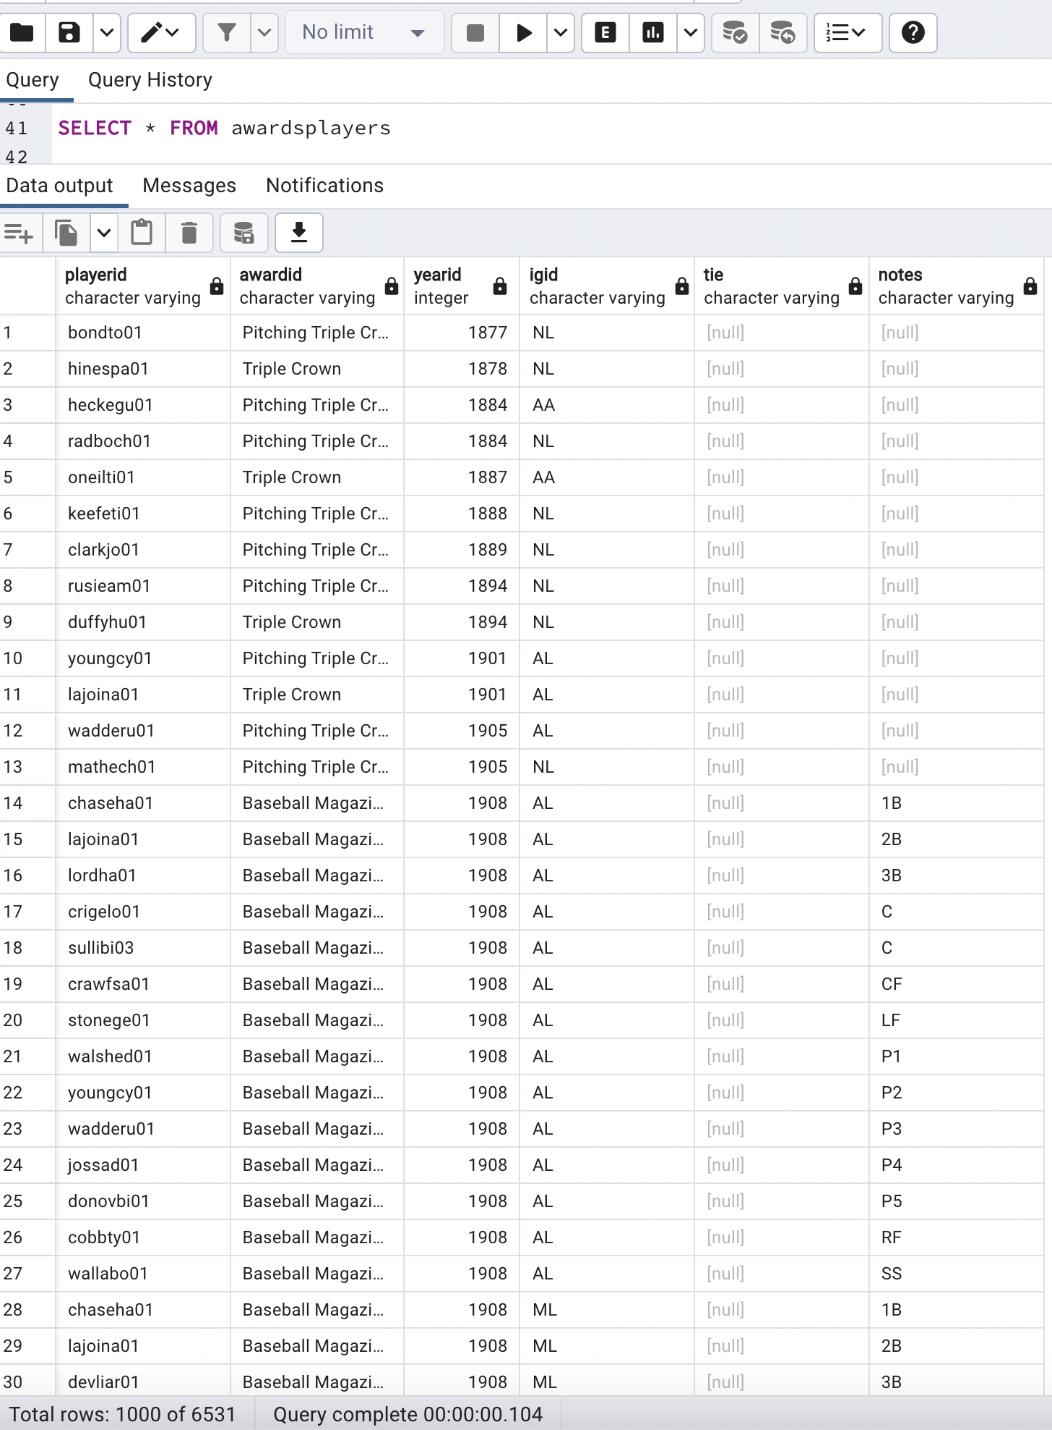 No limit
E
Query Query History
41 SELECT * FROM awardsplayers
42
Data output Messages Notifications
playerid awardid yearid igid tie notes
character varying character varying integer character varying character varying character varying
1 bondto01 Pitching Triple Cr... 1877 NL [null] [null]
2 hinespa01 Triple Crown 1878 NL [null] [null]
3 heckegu01 Pitching Triple Cr... 1884 AA [null] [null]
4 radboch01 Pitching Triple Cr... 1884 NL [null] [null]
5 oneilti01 Triple Crown 1887 AA [null] [null]
6 keefeti01 Pitching Triple Cr... 1888 NL [null] [null]
7 clarkjo01 Pitching Triple Cr... 1889 NL [null] [null]
8 rusieam01 Pitching Triple Cr... 1894 NL [null] [null]
9 duffyhu01 Triple Crown 1894 NL [null] [null]
10 youngcy01 Pitching Triple Cr... 1901 AL [null] [null]
11 lajoina01 Triple Crown 1901 AL [null] [null]
12 wadderu01 Pitching Triple Cr... 1905 AL [null] [null]
13 mathech01 Pitching Triple Cr... 1905 NL [null] [null]
14 chaseha01 Baseball Magazi... 1908 AL [null] 1B
15 lajoina01 Baseball Magazi... 1908 AL [null] 2B
16 lordha01 Baseball Magazi... 1908 AL [null] 3B
17 crigelo01 Baseball Magazi... 1908 AL [null] C
18 sullibi03 Baseball Magazi... 1908 AL [null] C
19 crawfsa01 Baseball Magazi... 1908 AL [null] CF
20 stonege01 Baseball Magazi... 1908 AL [null] LF
21 walshed01 Baseball Magazi... 1908 AL [null] P1
22 youngcy01 Baseball Magazi... 1908 AL [null] P2
23 wadderu01 Baseball Magazi... 1908 AL [null] P3
24 jossad01 Baseball Magazi... 1908 AL [null] P4
25 donovbi01 Baseball Magazi... 1908 AL [null] P5
26 cobbty01 Baseball Magazi... 1908 AL [null] RF
27 wallabo01 Baseball Magazi... 1908 AL [null] SS
28 chaseha01 Baseball Magazi... 1908 ML [null] 1B
29 lajoina01 Baseball Magazi... 1908 ML [null] 2B
30 devliar01 Baseball Magazi... 1908 ML [null] 3B
Total rows: 1000 of 6531 Query complete 00:00:00.104